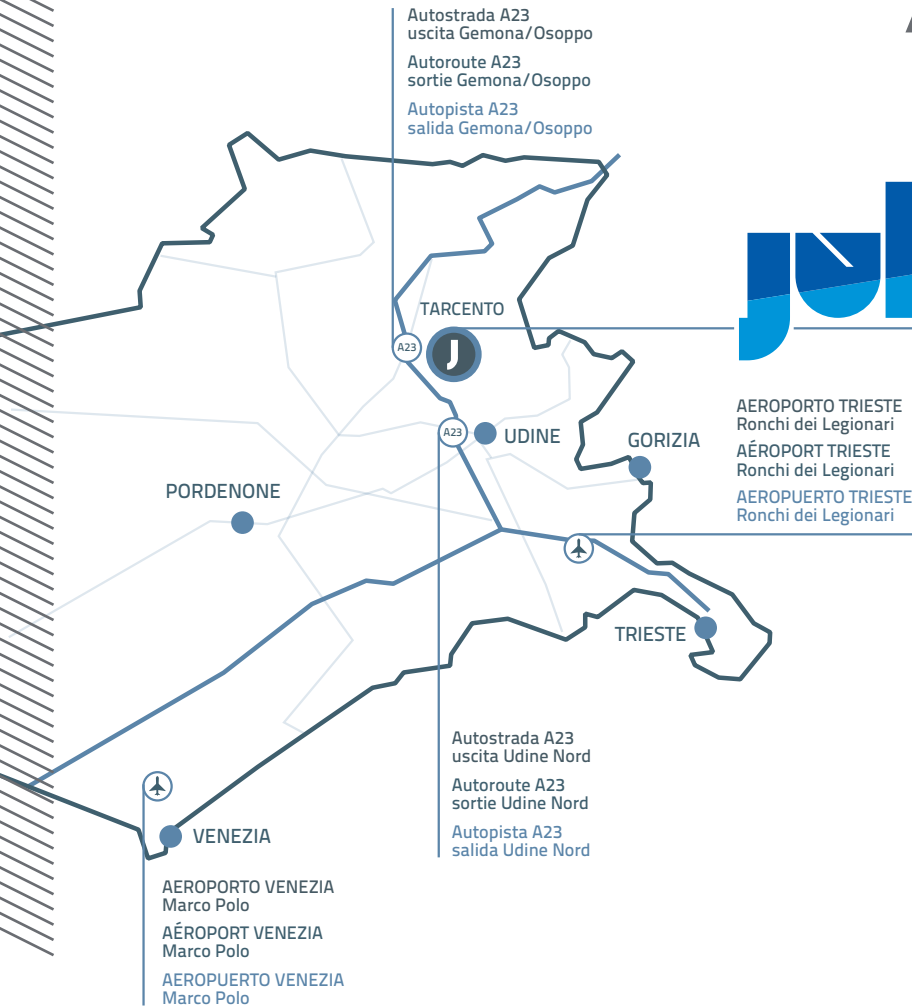 Autostrada A23
uscita Gemona/Osoppo
Autoroute A23
sortie Gemona/Osoppo
Autopista A23
salida Gemona/Osoppo
TARCENTO
A23
J
jul
AEROPORTO TRIESTE
Ronchi dei Legionari
AÉROPORT TRIESTE
Ronchi dei Legionari
AEROPUERTO TRIESTE
Ronchi dei Legionari
A23
UDINE
GORIZIA
PORDENONE
TRIESTE
Autostrada A23
uscita Udine Nord
Autoroute A23
sortie Udine Nord
Autopista A23
salida Udine Nord
VENEZIA
AEROPORTO VENEZIA
Marco Polo
AÉROPORT VENEZIA
Marco Polo
AEROPUERTO VENEZIA
Marco Polo